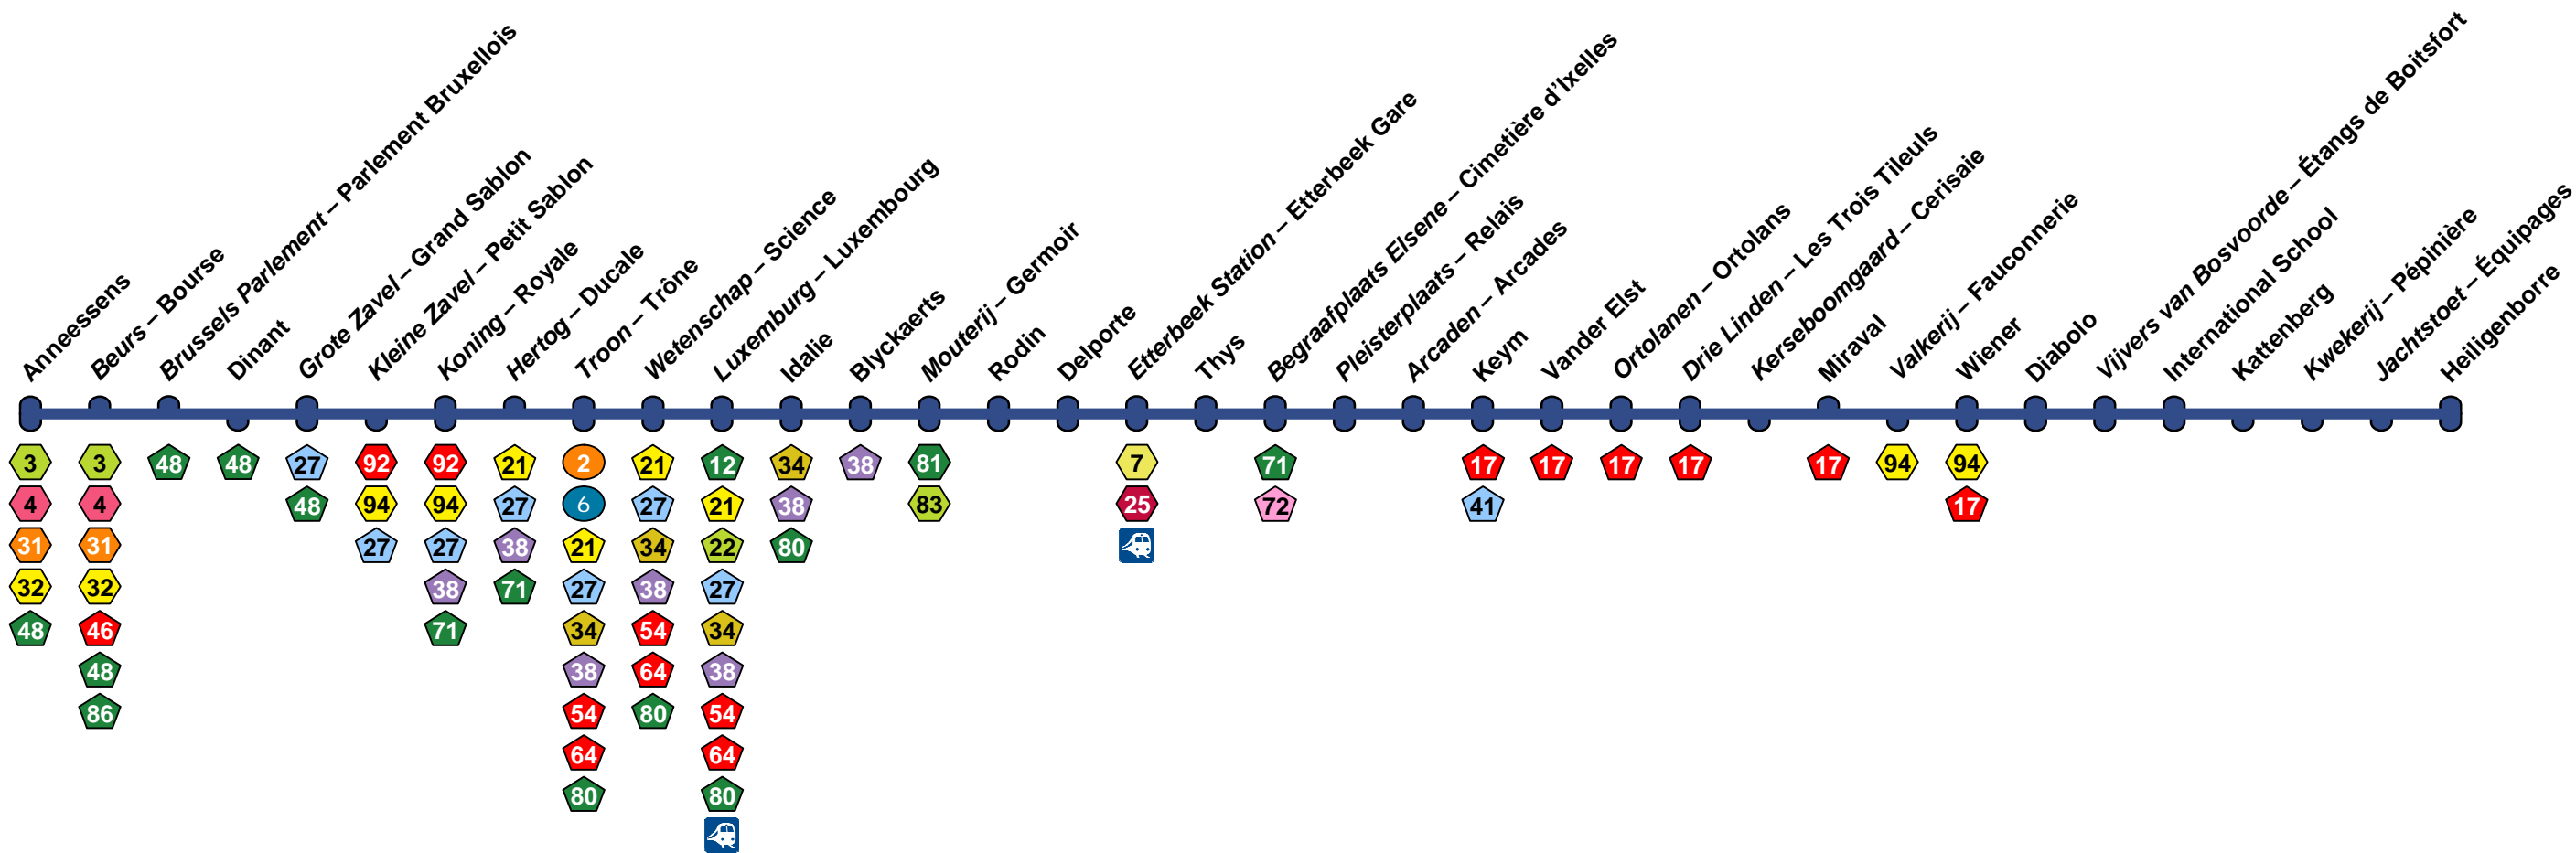 Anneessens
Beurs – Bourse
Brussels Parlement – Parlement Bruxellois
Dinant
Grote Zavel – Grand Sablon
Kleine Zavel – Petit Sablon
Koning – Royale
Hertog – Ducale
Troon – Trône
Wetenschap – Science
Luxemburg – Luxembourg
Idalie
Blyckaerts
Mouterij – Germoir
Rodin
Delporte
Etterbeek Station – Etterbeek Gare
Thys
Begraafplaats Elsene – Cimetière d'Ixelles
Pleisterplaats – Relais
Arcaden – Arcades
Keym
Vander Elst
Ortolanen – Ortolans
Drie Linden – Les Trois Tileuls
Kerseboomgaard – Cerisaie
Miraval
Valkerij – Fauconnerie
Wiener
Diabolo
Vijvers van Bosvoorde – Étangs de Boitsfort
International School
Kattenberg
Kwekerij – Pépinière
Jachtstoet – Équipages
Heiligenborre
3 3 48 48 27 92 92 21 2 21 12 34 38 81 7 71 17 17 17 17 17 94 94
4 4 48 94 94 27 6 27 21 38 83 25 72 41 17
31 31 27 27 38 21 34 22 80
32 32 38 71 27 38 27
48 46 71 34 54 34
48 38 64 38
86 54 80 54
64 64
80 80